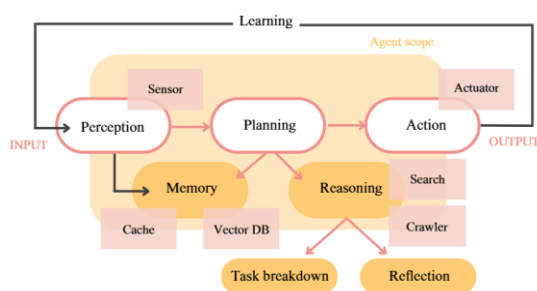 Learning
Agent scope
Sensor
Actuator
Perception
Planning
Action
INPUT
OUTPUT
Memory
Reasoning
Search
Cache
Vector DB
Crawler
Task breakdown
Reflection